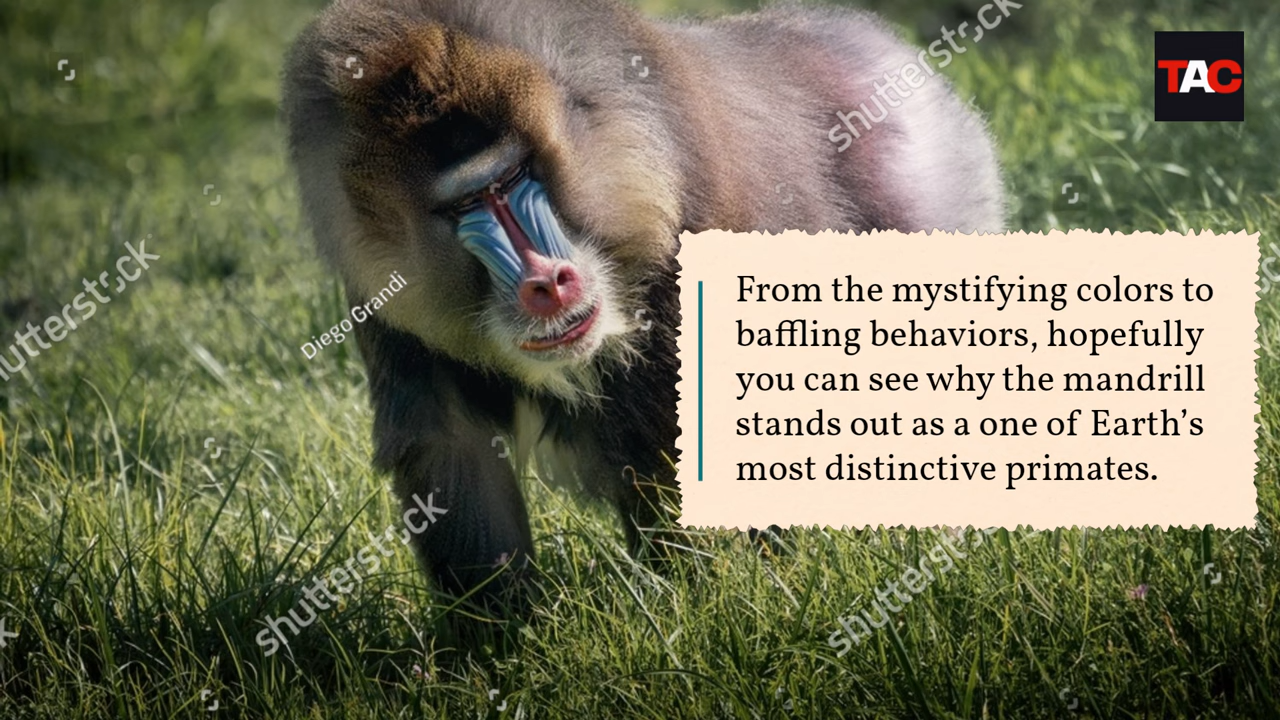 TAC
From the mystifying colors to
baffling behaviors, hopefully
you can see why the mandrill
stands out as a one of Earth’s
most distinctive primates.
Diego Grandi
shutterstock
shutterstock
shutterstock
shutterstock